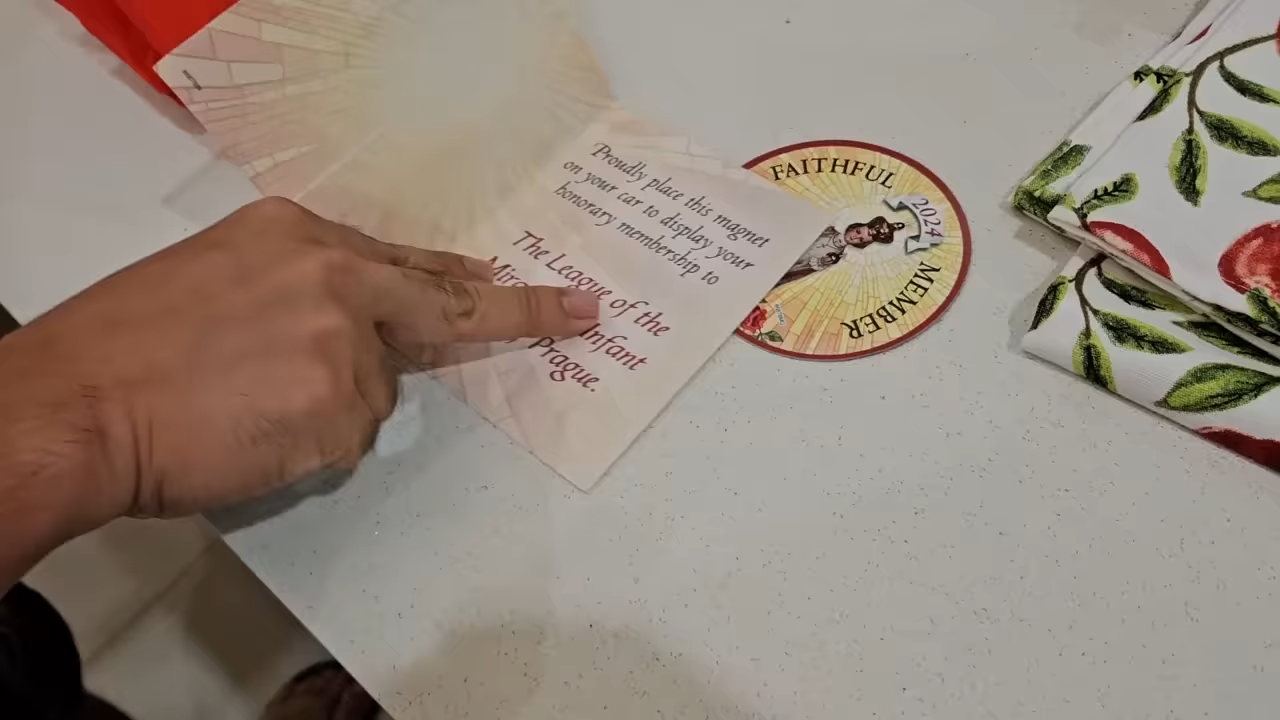 Proudly place this magnet
on your car to display your
honorary membership to
The League of the
Infant
Prague.
FAITHFUL
2024
MEMBER